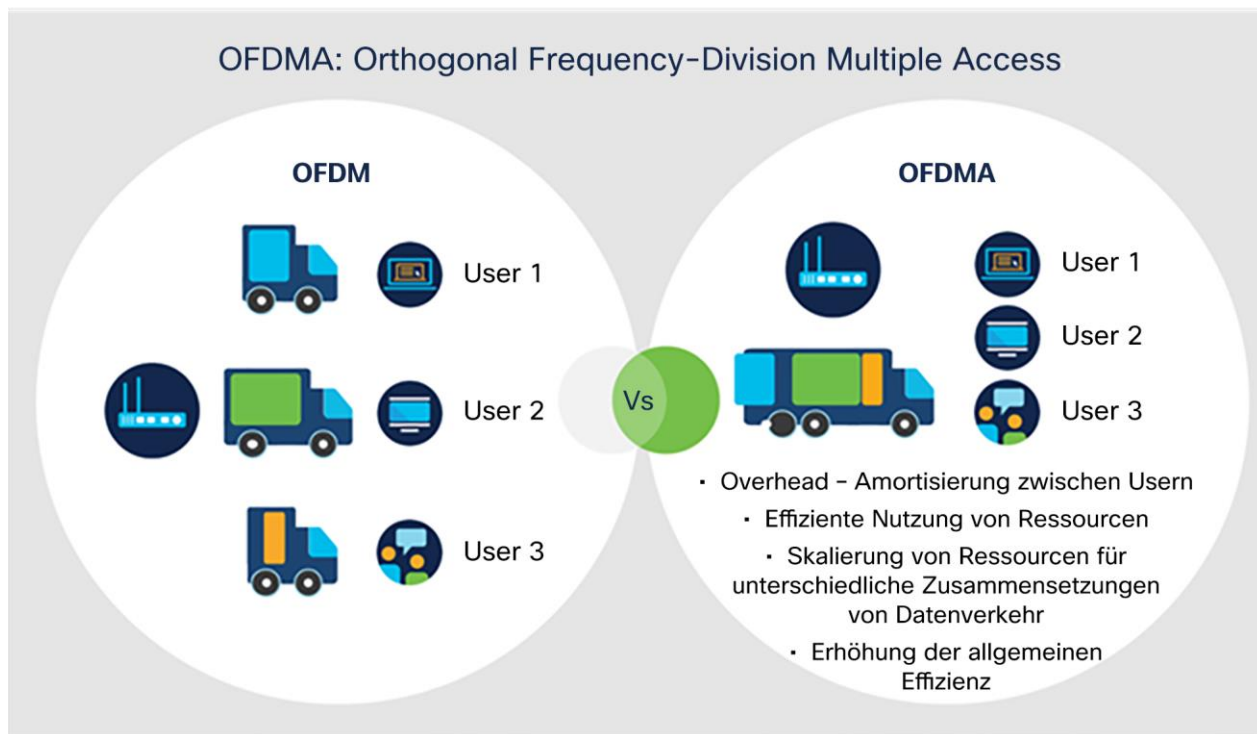 OFDMA: Orthogonal Frequency-Division Multiple Access
OFDM
User 1
User 2
User 3
Vs
OFDMA
User 1
User 2
User 3
· Overhead – Amortisierung zwischen Usern
· Effiziente Nutzung von Ressourcen
· Skalierung von Ressourcen für
unterschiedliche Zusammensetzungen
von Datenverkehr
· Erhöhung der allgemeinen
Effizienz